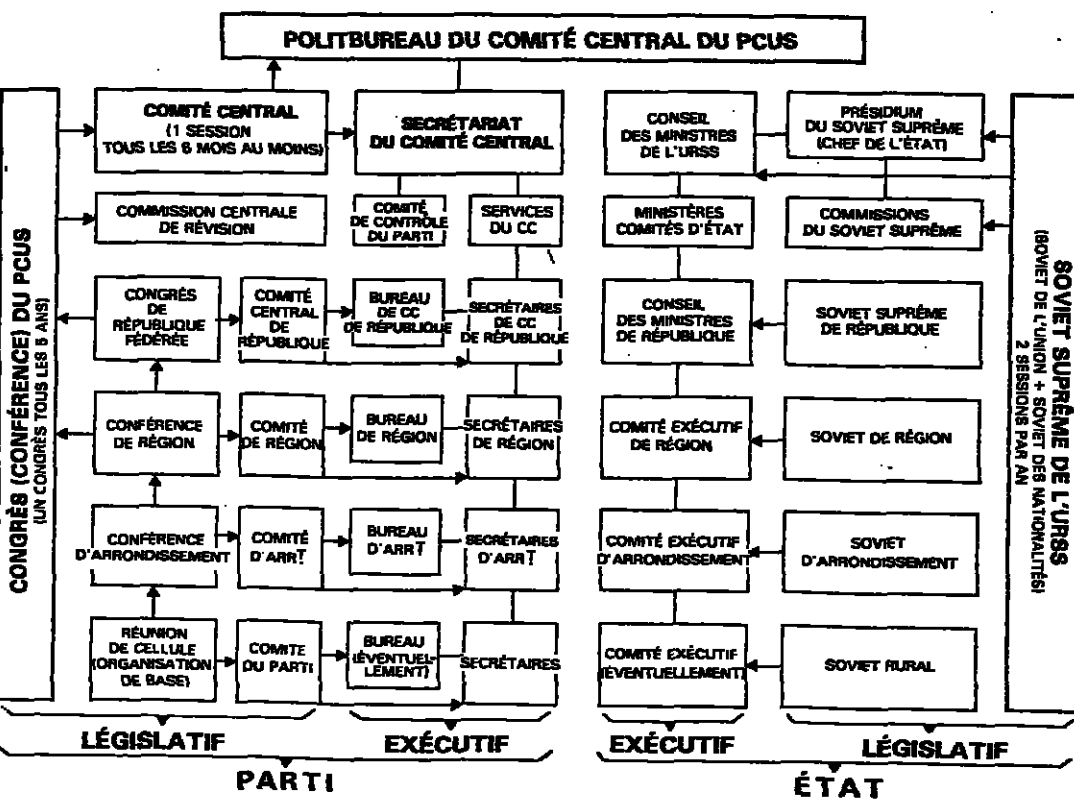 POLITBUREAU DU COMITÉ CENTRAL DU PCUS
CONGRÈS (CONFÉRENCE) DU PCUS
(UN CONGRÈS TOUS LES 5 ANS)
COMITÉ CENTRAL
(1 SESSION
TOUS LES 6 MOIS AU MOINS)
SECRÉTARIAT
DU COMITÉ CENTRAL
CONSEIL
DES MINISTRES
DE L'URSS
PRÉSIDIUM
DU SOVIET SUPRÊME
(CHEF DE L'ÉTAT)
SOVIET SUPRÊME DE L'URSS
(SOVIET DE L'UNION + SOVIET DES NATIONALITÉS)
2 SESSIONS PAR AN
COMMISSION CENTRALE
DE RÉVISION
COMITÉ
DE CONTRÔLE
DU PARTI
SERVICES
DU CC
MINISTÈRES
COMITÉS D'ÉTAT
COMMISSIONS
DU SOVIET SUPRÊME
CONGRÈS
DE
RÉPUBLIQUE
FÉDÉRÉE
COMITÉ
CENTRAL
DE
RÉPUBLIQUE
BUREAU
DE CC
DE RÉPUBLIQUE
SECRÉTAIRES
DE CC
DE RÉPUBLIQUE
CONSEIL
DES MINISTRES
DE RÉPUBLIQUE
SOVIET SUPRÊME
DE RÉPUBLIQUE
CONFÉRENCE
DE RÉGION
COMITÉ
DE RÉGION
BUREAU
DE RÉGION
SECRÉTAIRES
DE RÉGION
COMITÉ EXÉCUTIF
DE RÉGION
SOVIET DE RÉGION
CONFÉRENCE
D'ARRONDISSEMENT
COMITÉ
D'ARRT
BUREAU
D'ARRT
SECRÉTAIRES
D'ARRT
COMITÉ EXÉCUTIF
D'ARRONDISSEMENT
SOVIET
D'ARRONDISSEMENT
RÉUNION
DE CELLULE
(ORGANISATION
DE BASE)
COMITE
DU PARTI
BUREAU
(ÉVENTUEL-
LEMENT)
SECRÉTAIRES
COMITÉ EXÉCUTIF
(ÉVENTUELLEMENT)
SOVIET RURAL
LÉGISLATIF
EXÉCUTIF
EXÉCUTIF
LÉGISLATIF
PARTI
ÉTAT